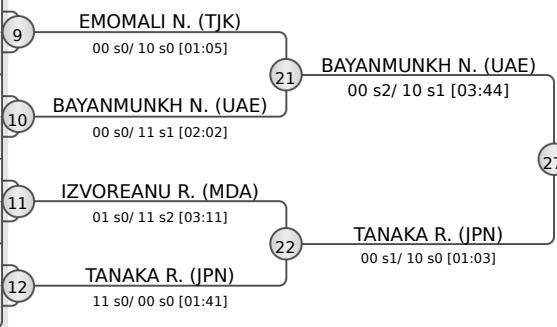 9
EMOMALI N. (TJK)
00 s0/ 10 s0 [01:05]
21
BAYANMUNKH N. (UAE)
00 s2/ 10 s1 [03:44]
10
BAYANMUNKH N. (UAE)
00 s0/ 11 s1 [02:02]
27
11
IZVOREANU R. (MDA)
01 s0/ 11 s2 [03:11]
22
TANAKA R. (JPN)
00 s1/ 10 s0 [01:03]
12
TANAKA R. (JPN)
11 s0/ 00 s0 [01:41]